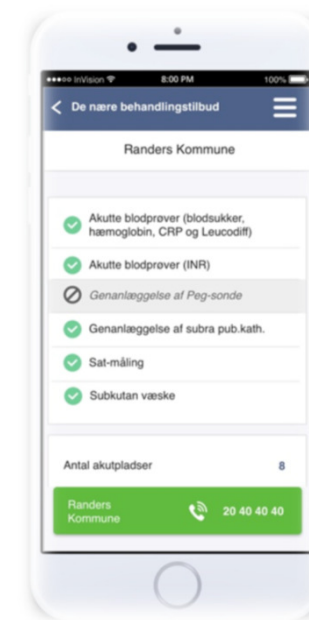 InVision 8:00 PM 100%
De nære behandlingstilbud
Randers Kommune
Akutte blodprøver (blodsukker,
hæmoglobin, CRP og Leucodiff)
Akutte blodprøver (INR)
Genanlæggelse af Peg-sonde
Genanlæggelse af subra pub.kath.
Sat-måling
Subkutan væske
Antal akutpladser 8
Randers
Kommune
20 40 40 40